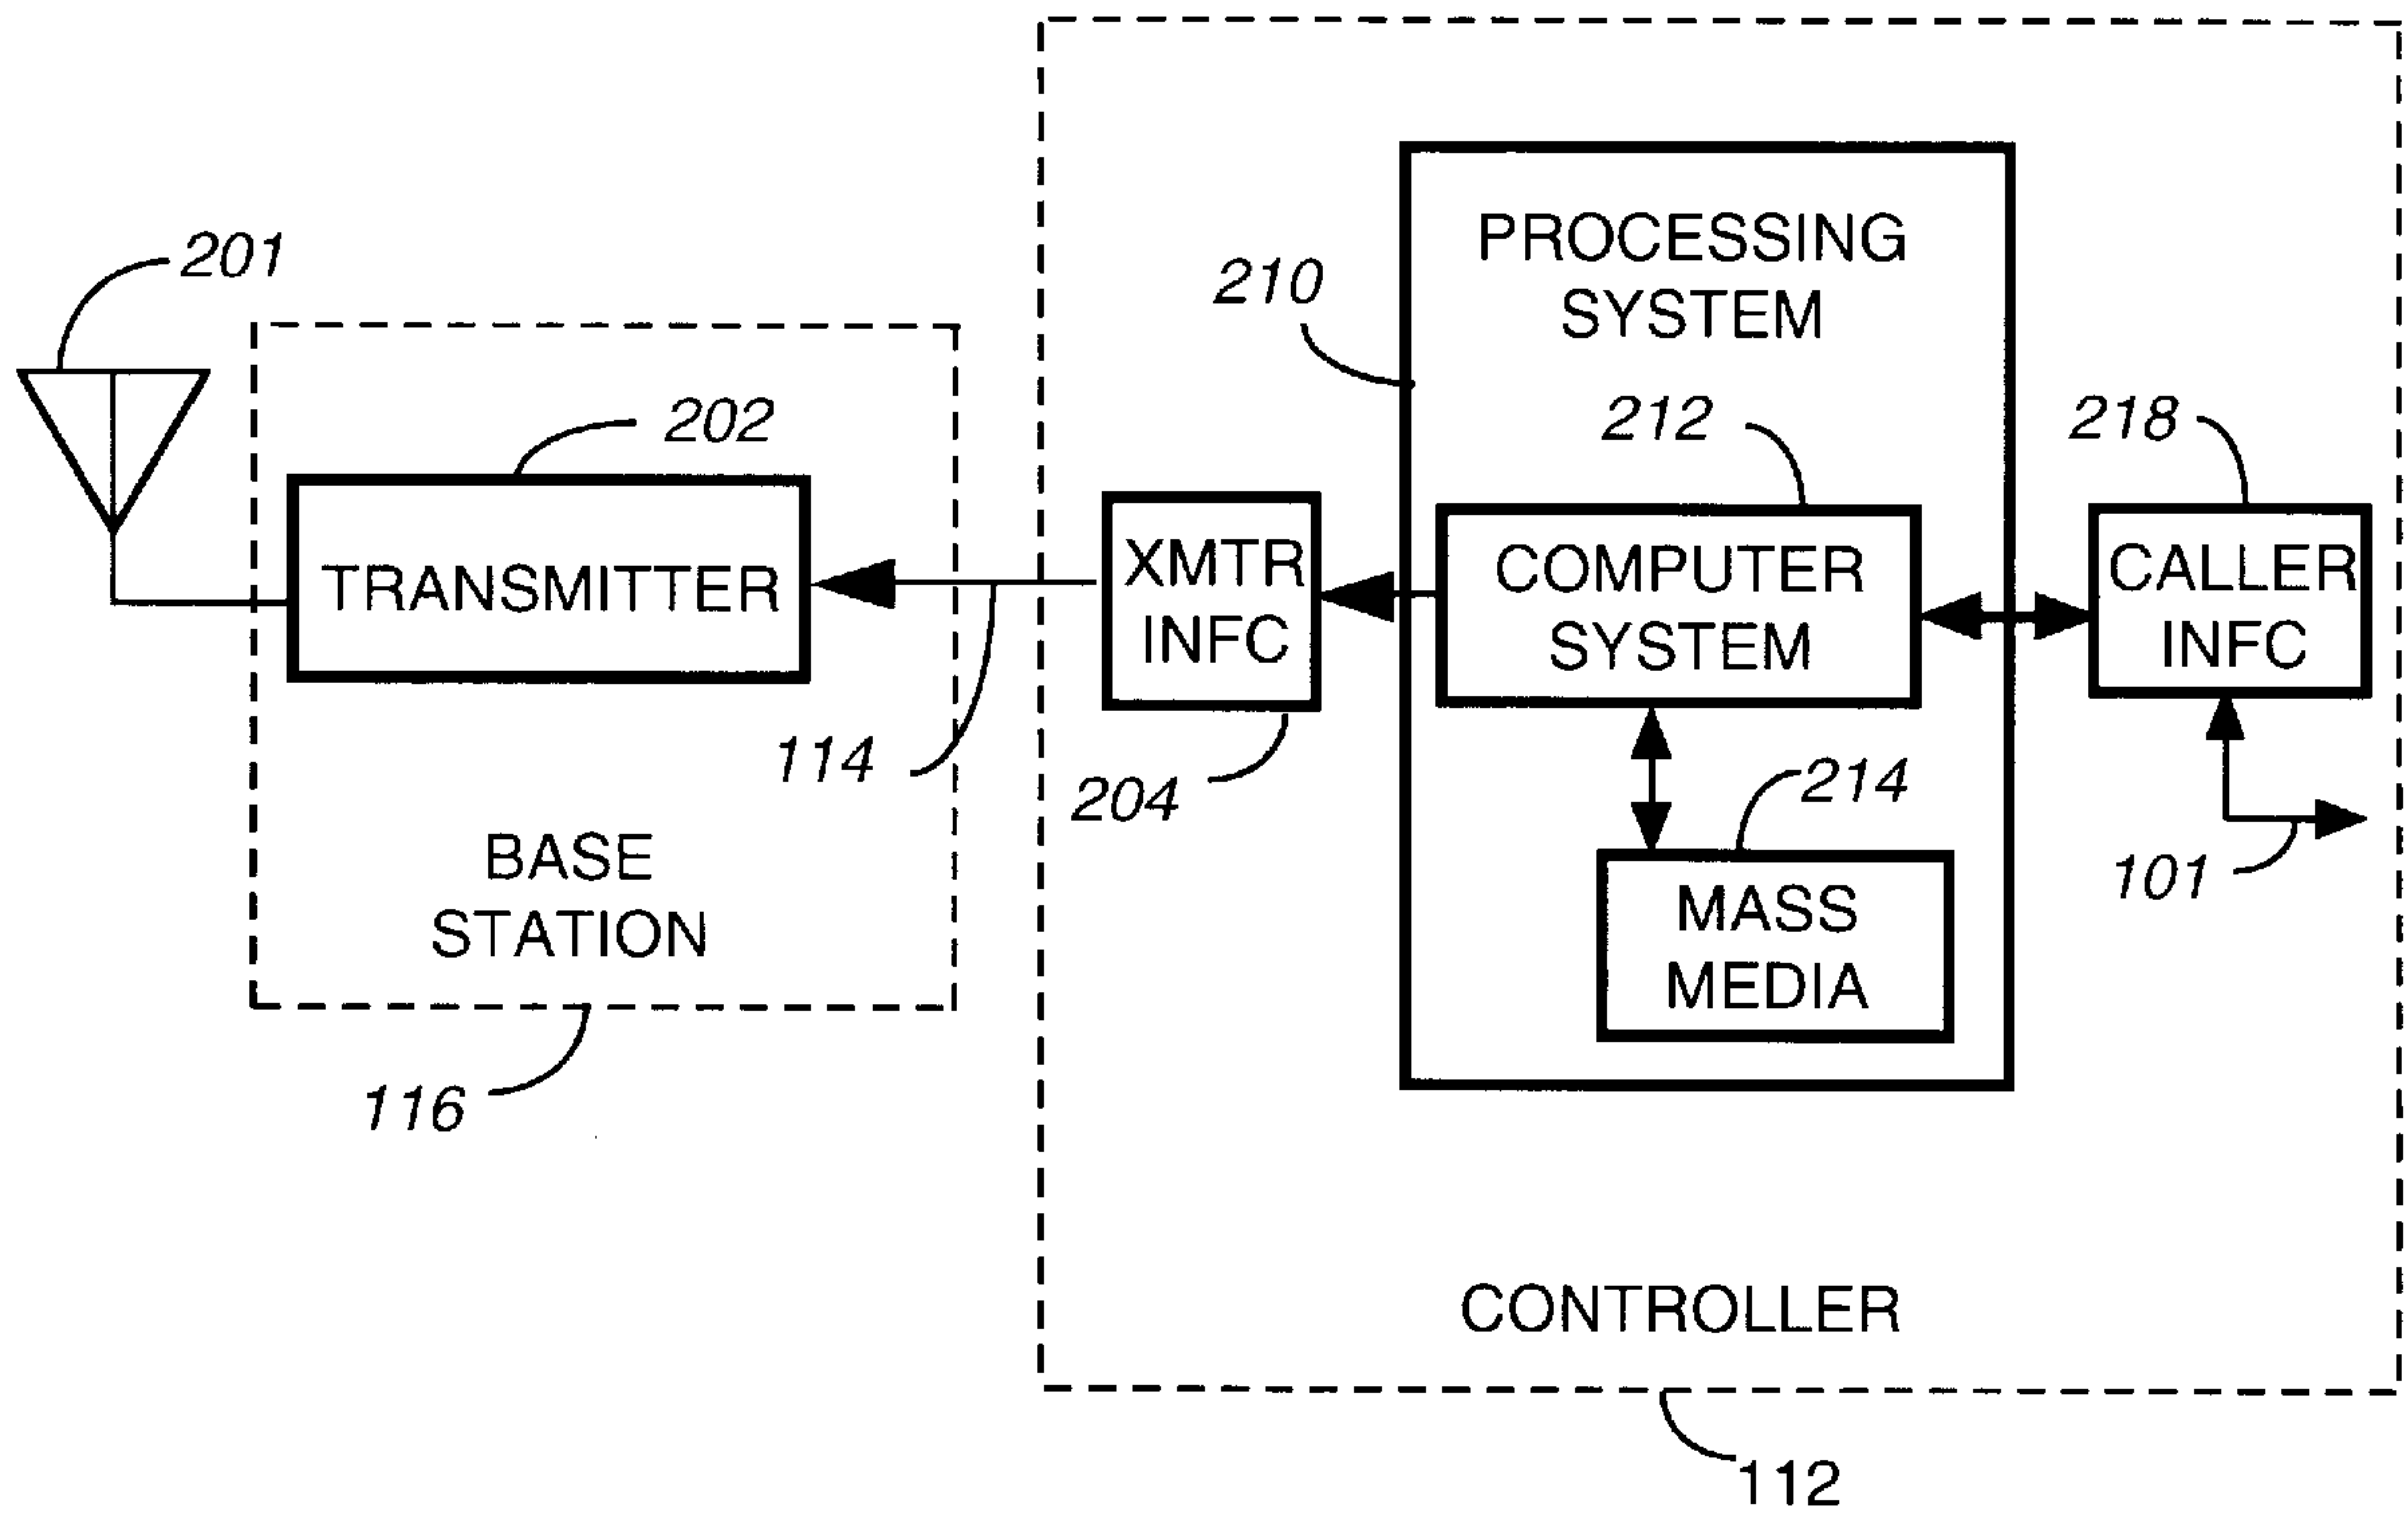 201
202
TRANSMITTER
114
BASE
STATION
116
PROCESSING
SYSTEM
210
212
218
XMTR
INFC
204
COMPUTER
SYSTEM
CALLER
INFC
214
MASS
MEDIA
101
CONTROLLER
112